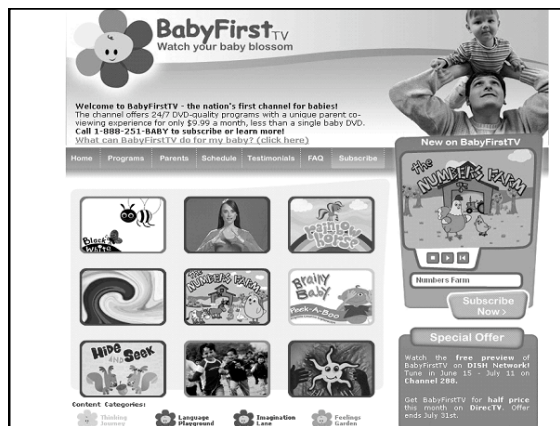 BabyFirstTV
Watch your baby blossom
Welcome to BabyFirstTV - the nation's first channel for babies!
The channel offers 24/7 DVD-quality programs with a unique parent co-
viewing experience for only $9.99 a month, less than a single baby DVD.
Call 1-888-251-BABY to subscribe or learn more!
What can BabyFirstTV do for my baby? (click here)
Home Programs Parents Schedule Testimonials FAQ Subscribe
New on BabyFirstTV
the
NUMBERS FARM
Numbers Farm
Subscribe
Now >
Special Offer
Watch the free preview of
BabyFirstTV on DISH Network!
Tune in June 15 - July 11 on
Channel 288.
Get BabyFirstTV for half price
this month on DirecTV. Offer
ends July 31st.
Black
White
rainbow
horse
the
NUMBERS FARM
Brainy
Baby
Peek-A-Boo
HIDE
AND SEEK
Content Categories:
Thinking
Journey
Language
Playground
Imagination
Lane
Feelings
Garden